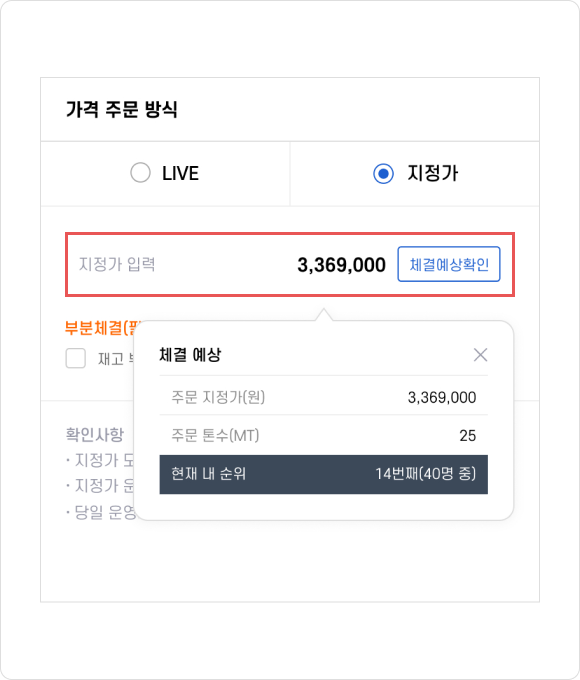 가격 주문 방식
LIVE
지정가
지정가 입력 3,369,000 체결예상확인
부분체결(필
재고
체결 예상
주문 지정가(원) 3,369,000
주문 톤수(MT) 25
현재 내 순위 14번째(40명 중)
확인사항
· 지정가
· 지정가
· 당일 운영